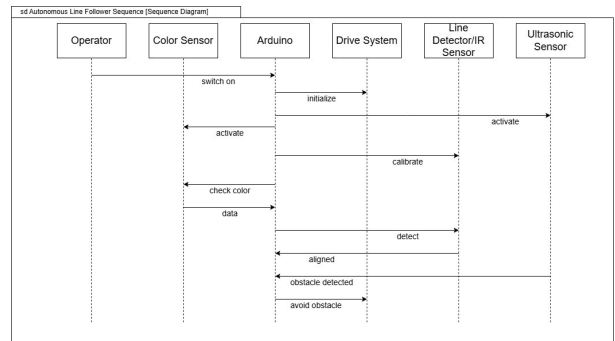 sd Autonomous Line Follower Sequence [Sequence Diagram]
Operator
Color Sensor
Arduino
Drive System
Line
Detector/IR
Sensor
Ultrasonic
Sensor
switch on
initialize
activate
activate
calibrate
check color
data
detect
aligned
obstacle detected
avoid obstacle